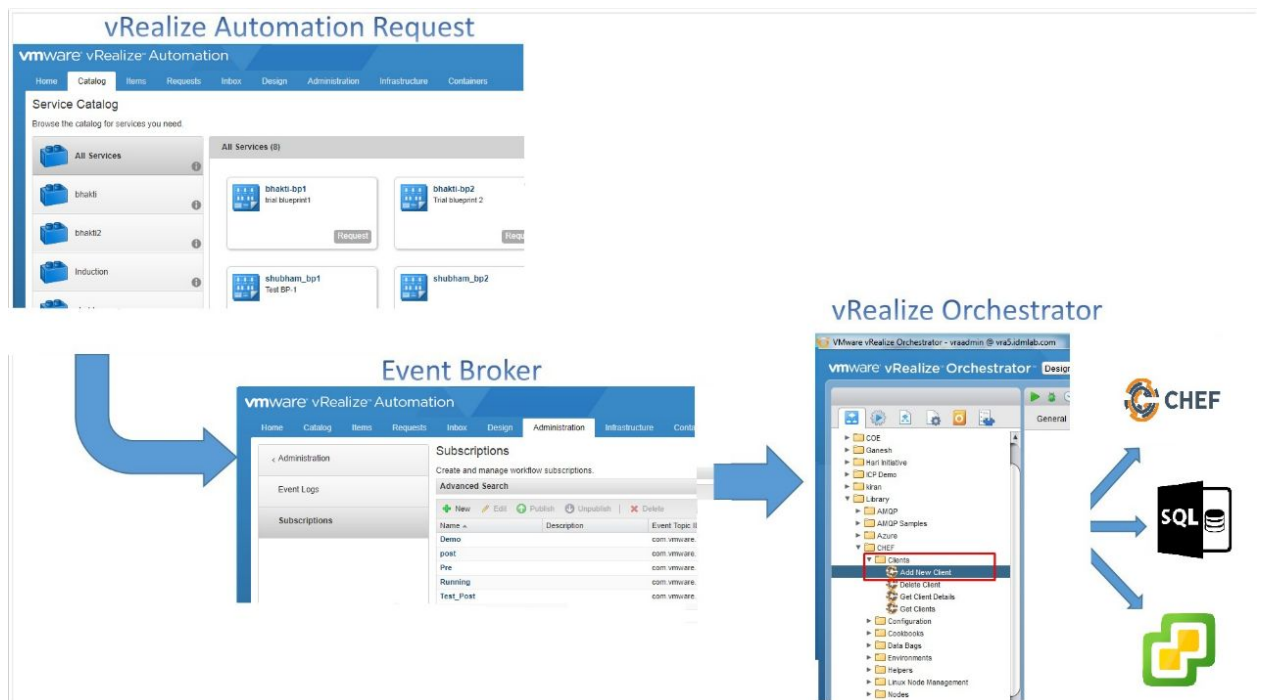 vRealize Automation Request
vmware vRealize Automation
Home Catalog Items Requests Inbox Design Administration Infrastructure Containers
Service Catalog
Browse the catalog for services you need.
All Services
bhakti
bhakti2
Induction
All Services (8)
bhakti-bp1
trial blueprint1
Request
bhakti-bp2
Trial blueprint 2
Requ
shubham_bp1
Test BP-1
shubham_bp2
Event Broker
vmware vRealize Automation
Home Catalog Items Requests Inbox Design Administration Infrastructure Conta
Administration
Event Logs
Subscriptions
Subscriptions
Create and manage workflow subscriptions.
Advanced Search
New Edit Publish Unpublish Delete
Name Description Event Topic ID
Demo com.vmware.
post com.vmware.
Pre com.vmware.
Running com.vmware.
Test_Post com.vmware.
vRealize Orchestrator
VMware vRealize Orchestrator - vraadmin @ vra5.idmlab.com
vmware vRealize Orchestrator Design
General
COE
Ganesh
Hari Initiative
ICP Demo
kiran
Library
AMQP
AMQP Samples
Azure
CHEF
Clients
Add New Client
Delete Client
Get Client Details
Get Clients
Configuration
Cookbooks
Data Bags
Environments
Helpers
Linux Node Management
Nodes
CHEF
SQL